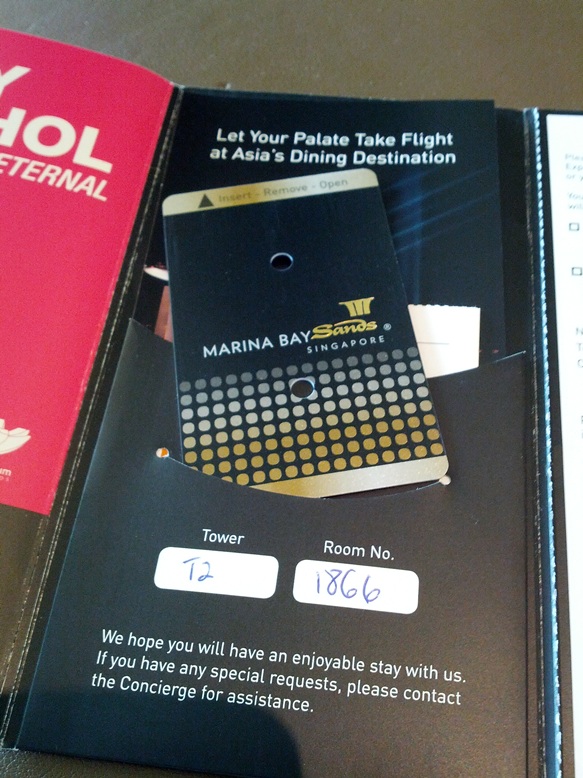 Y
HOL
ETERNAL
um
Let Your Palate Take Flight
at Asia's Dining Destination
Insert - Remove - Open
MARINA BAY Sands ®
SINGAPORE
Tower
Room No.
T2
1866
We hope you will have an enjoyable stay with us.
If you have any special requests, please contact
the Concierge for assistance.